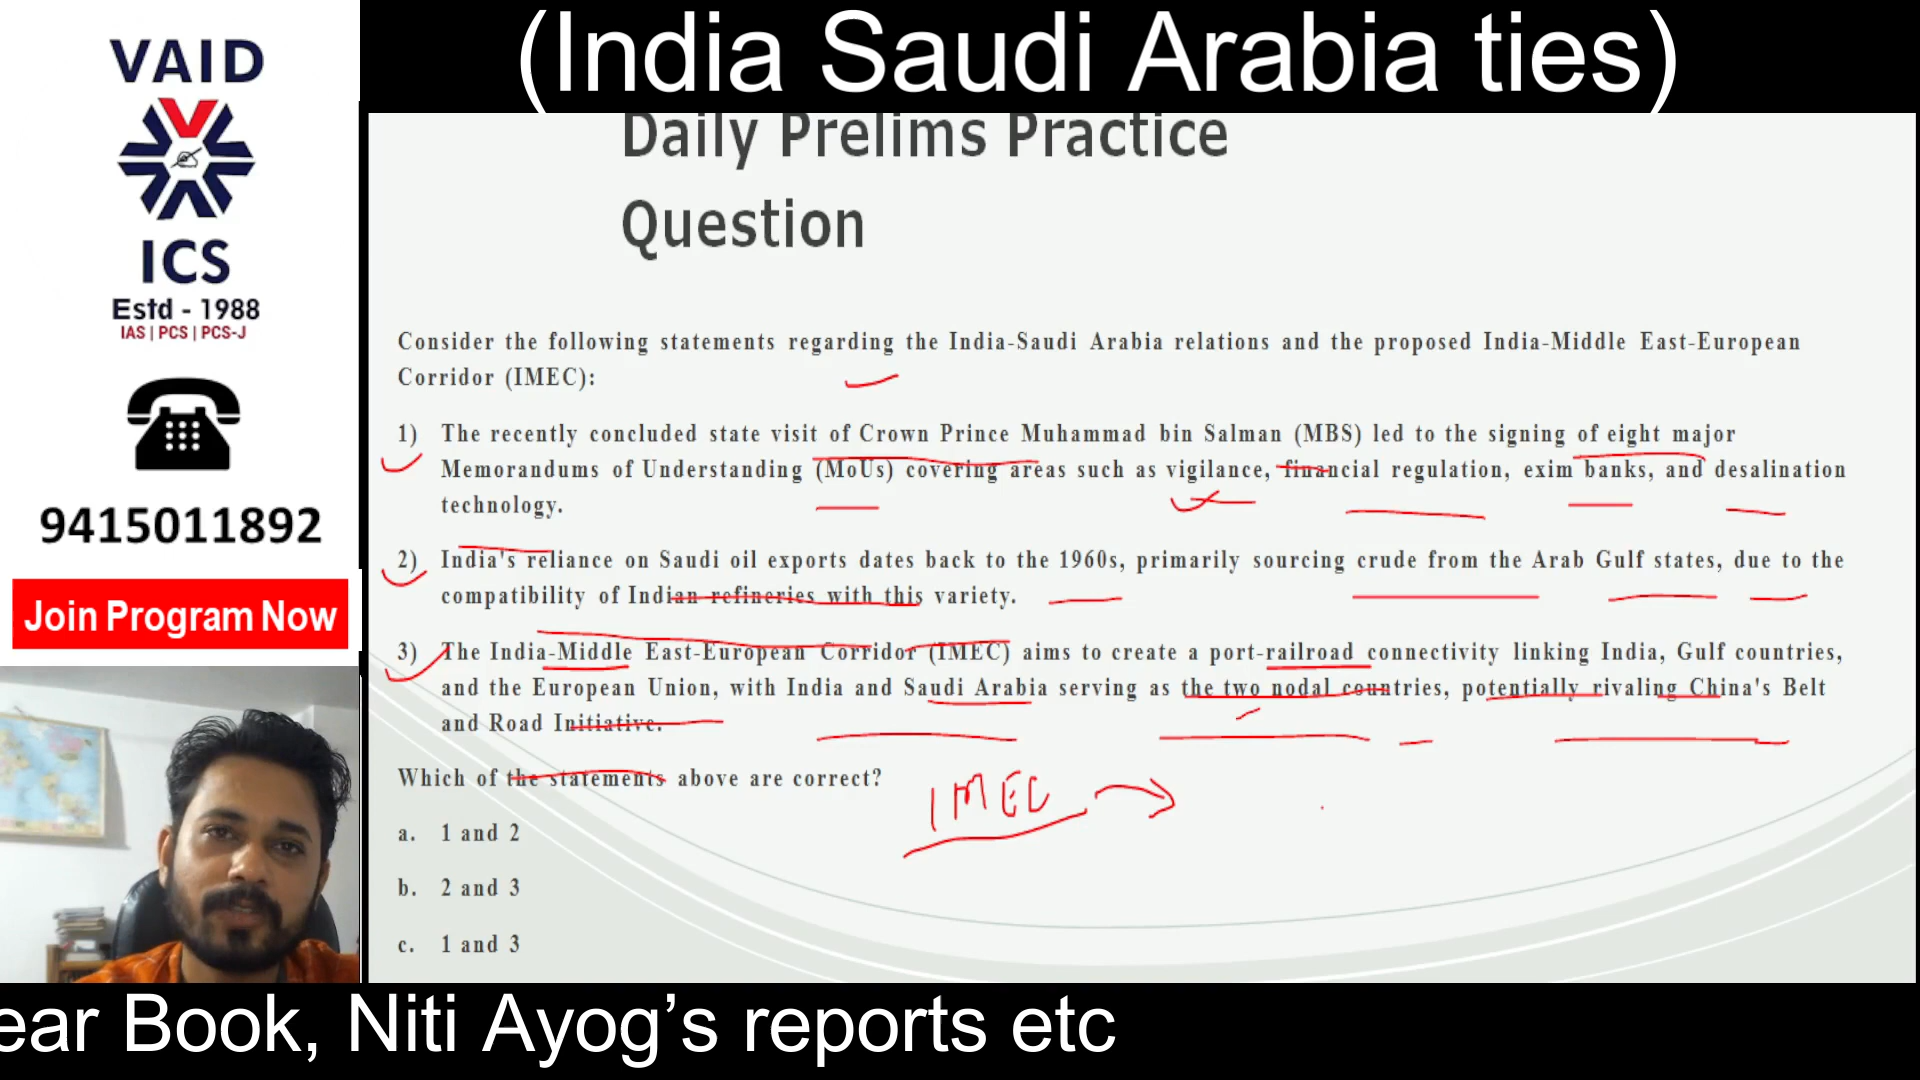 (India Saudi Arabia ties)
VAID
ICS
Estd - 1988
IAS | PCS | PCS-J
9415011892
Join Program Now
Daily Prelims Practice
Question
Consider the following statements regarding the India-Saudi Arabia relations and the proposed India-Middle East-European
Corridor (IMEC):
1) The recently concluded state visit of Crown Prince Muhammad bin Salman (MBS) led to the signing of eight major
Memorandums of Understanding (MoUs) covering areas such as vigilance, financial regulation, exim banks, and desalination
technology.
2) India's reliance on Saudi oil exports dates back to the 1960s, primarily sourcing crude from the Arab Gulf states, due to the
compatibility of Indian refineries with this variety.
3) The India-Middle East-European Corridor (IMEC) aims to create a port-railroad connectivity linking India, Gulf countries,
and the European Union, with India and Saudi Arabia serving as the two nodal countries, potentially rivaling China's Belt
and Road Initiative.
Which of the statements above are correct?
IMEC
a. 1 and 2
b. 2 and 3
c. 1 and 3
ear Book, Niti Ayog’s reports etc